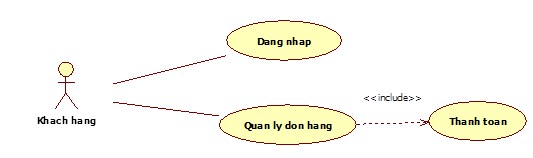 Dang nhap
Khach hang
<<include>>
Quan ly don hang
Thanh toan